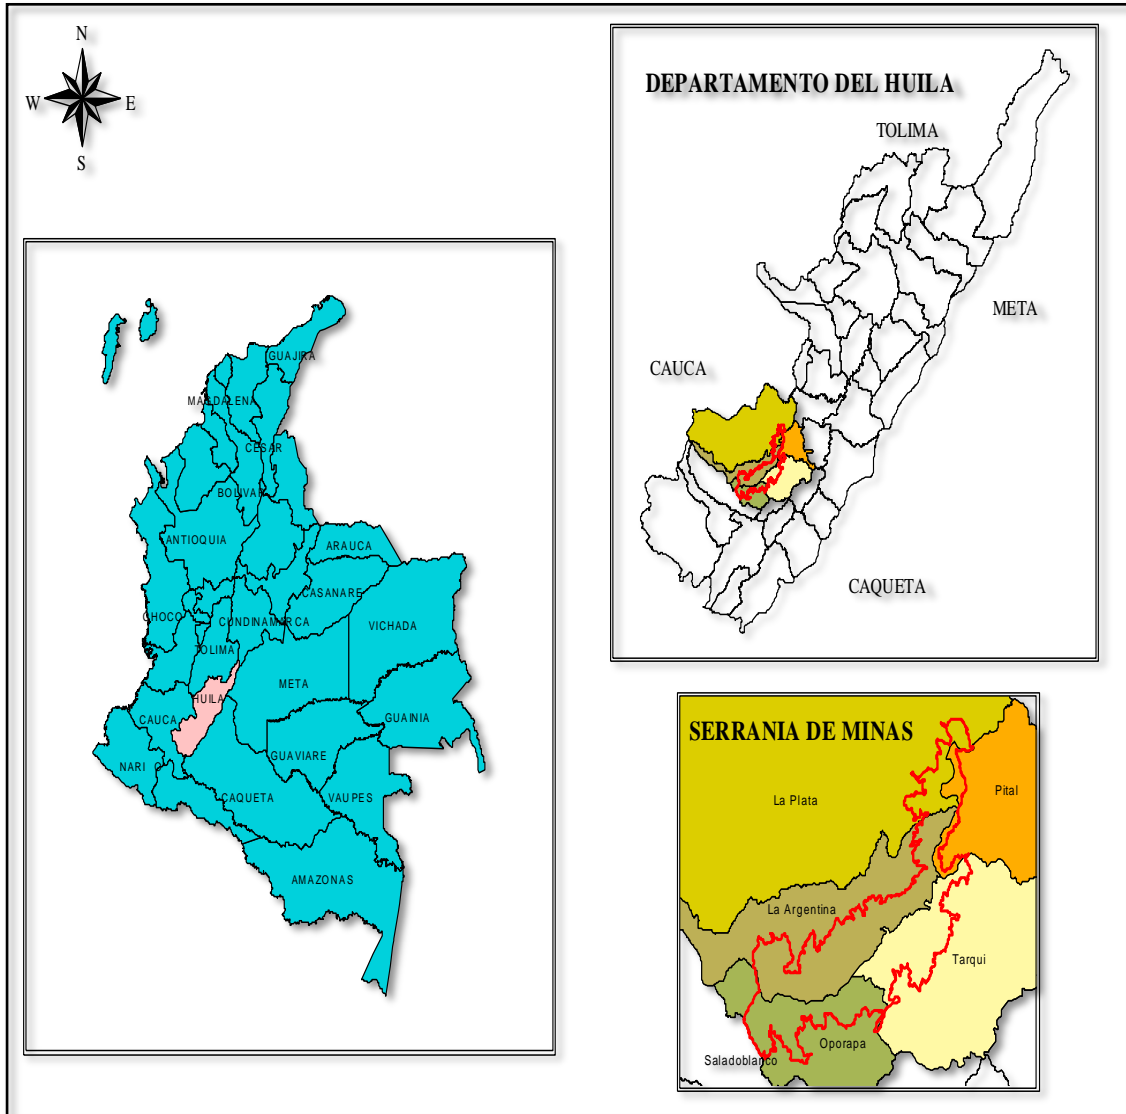 N
W E
S
DEPARTAMENTO DEL HUILA
TOLIMA
META
CAUCA
CAQUETA
GUAJIRA
MAGDALENA
CESAR
BOLIVAR
ANTIOQUIA
ARAUCA
CASANARE
CHOCO
CUNDINAMARCA
VICHADA
TOLIMA
META
HUILA
CAUCA
GUAINIA
NARI O
GUAVIARE
CAQUETA
VAUPES
AMAZONAS
SERRANIA DE MINAS
La Plata
Pital
La Argentina
Tarqui
Oporapa
Saladoblanco